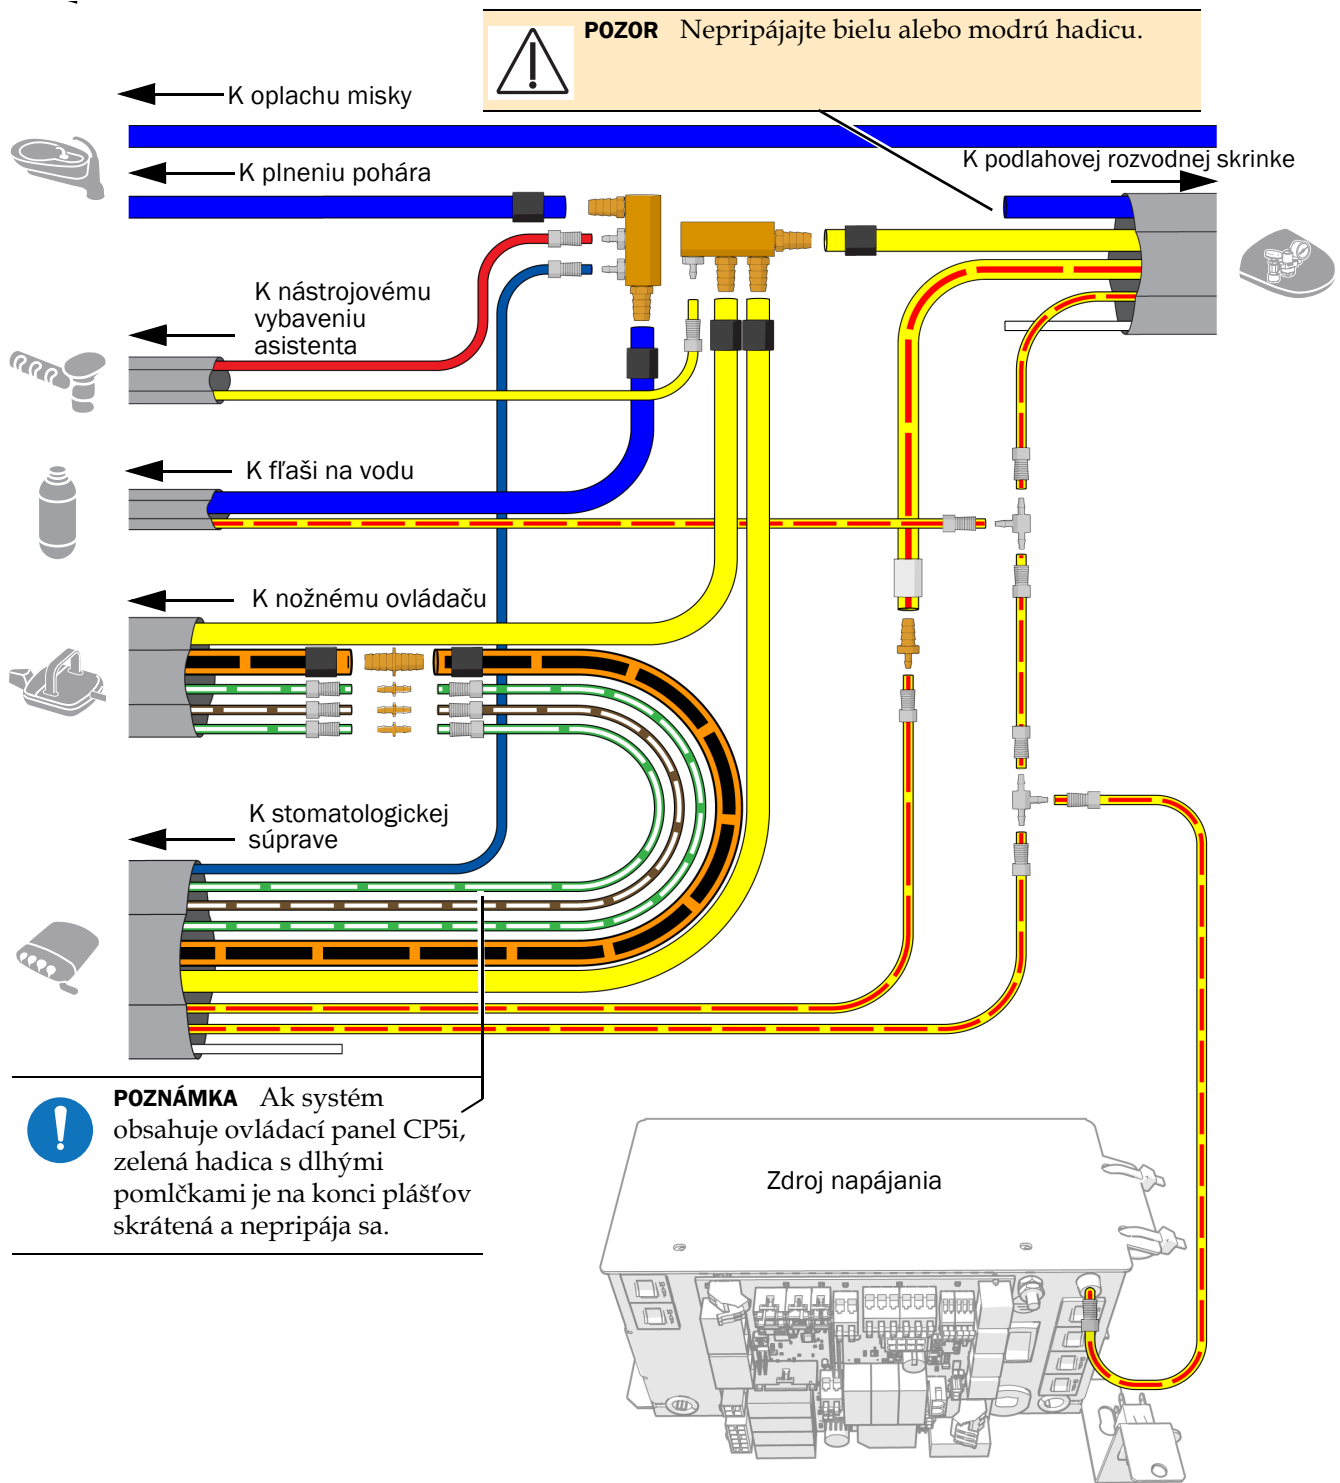 POZOR Nepripájajte bielu alebo modrú hadicu.
K oplachu misky
K podlahovej rozvodnej skrinke
K plneniu pohára
K nástrojovému
vybaveniu
asistenta
K fľaši na vodu
K nožnému ovládaču
K stomatologickej
súprave
POZNÁMKA Ak systém
obsahuje ovládací panel CP5i,
zelená hadica s dlhými
pomlčkami je na konci plášťov
skrátená a nepripája sa.
Zdroj napájania